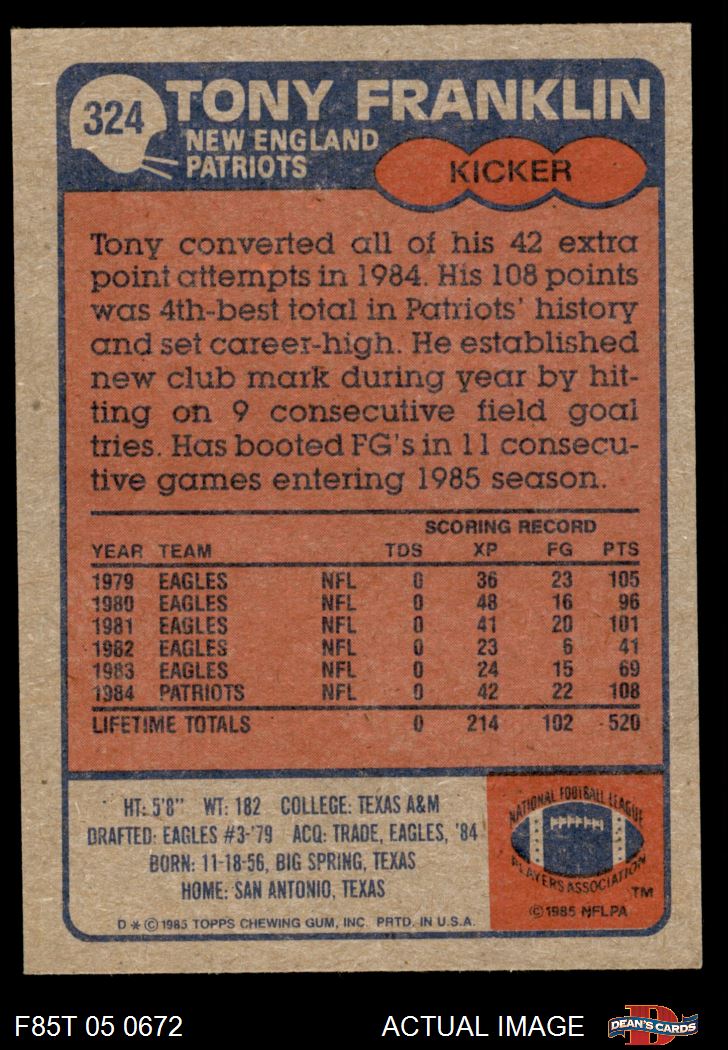 324
TONY FRANKLIN
NEW ENGLAND
PATRIOTS
KICKER
Tony converted all of his 42 extra
point attempts in 1984. His 108 points
was 4th-best total in Patriots' history
and set career-high. He established
new club mark during year by hit-
ting on 9 consecutive field goal
tries. Has booted FG's in 11 consecu-
tive games entering 1985 season.
SCORING RECORD
YEAR TEAM TDS XP FG PTS
1979 EAGLES NFL 0 36 23 105
1980 EAGLES NFL 0 48 16 96
1981 EAGLES NFL 0 41 20 101
1982 EAGLES NFL 0 23 6 41
1983 EAGLES NFL 0 24 15 69
1984 PATRIOTS NFL 0 42 22 108
LIFETIME TOTALS 0 214 102 520
HT: 5'8" WT: 182 COLLEGE: TEXAS A&M
DRAFTED: EAGLES #3-'79 ACQ: TRADE, EAGLES, '84
BORN: 11-18-56, BIG SPRING, TEXAS
HOME: SAN ANTONIO, TEXAS
D * © 1985 TOPPS CHEWING GUM, INC. PRTD. IN U.S.A.
NATIONAL FOOTBALL LEAGUE
PLAYERS ASSOCIATION
TM
© 1985 NFLPA
F85T 05 0672
ACTUAL IMAGE
DEAN'S CARDS